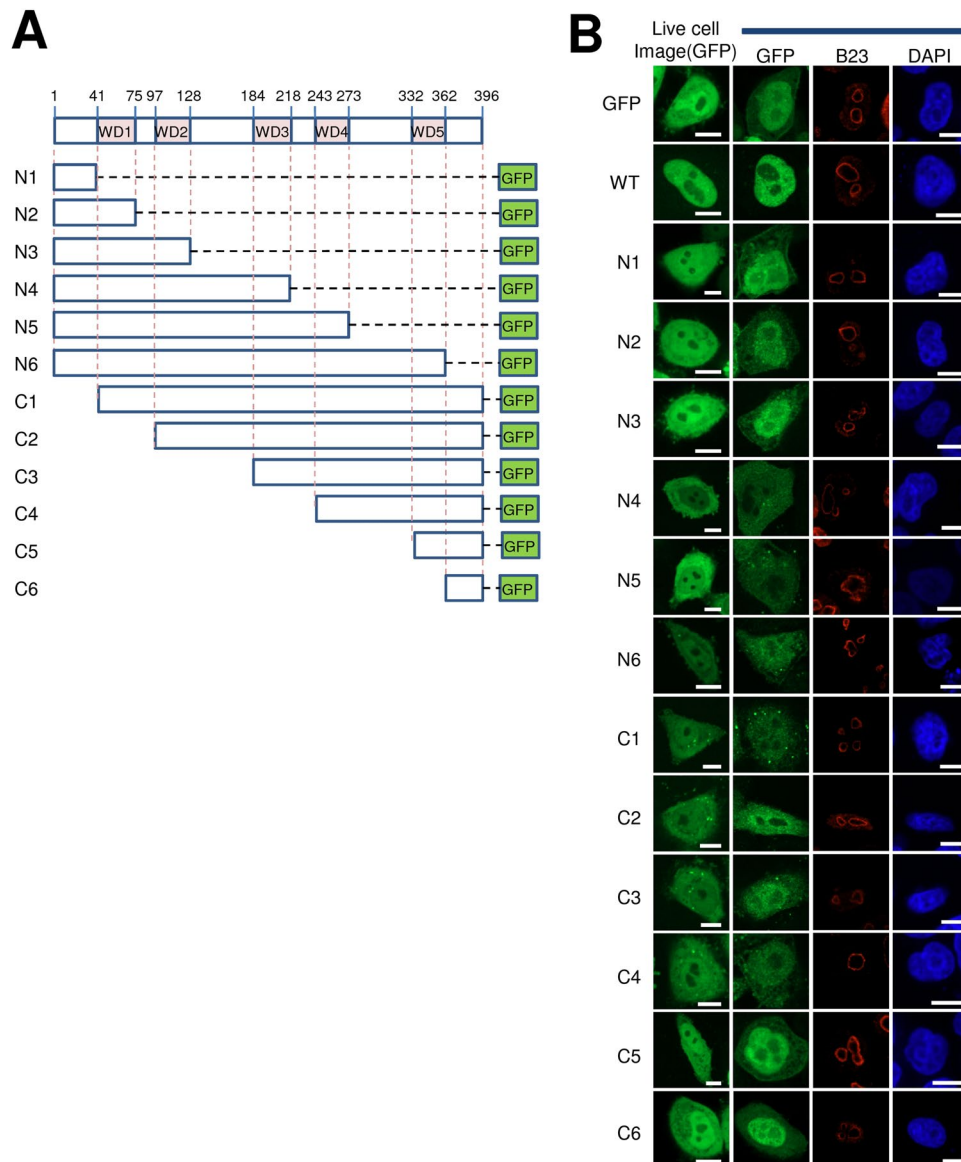 A
1 41 75 97 128 184 218 243 273 332 362 396
WD1 WD2 WD3 WD4 WD5
N1 GFP
N2 GFP
N3 GFP
N4 GFP
N5 GFP
N6 GFP
C1 GFP
C2 GFP
C3 GFP
C4 GFP
C5 GFP
C6 GFP
B
Live cell
Image(GFP) GFP B23 DAPI
GFP
WT
N1
N2
N3
N4
N5
N6
C1
C2
C3
C4
C5
C6